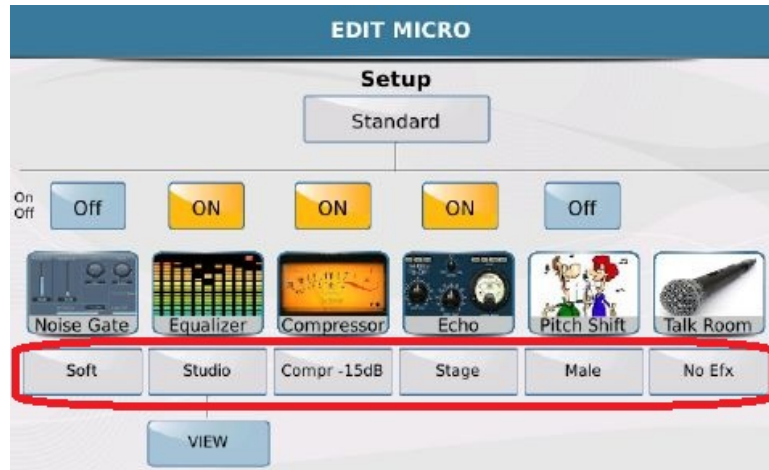 EDIT MICRO
Setup
Standard
On
Off
Off
ON
ON
ON
Off
Noise Gate
Equalizer
Compressor
Echo
Pitch Shift
Talk Room
Soft
Studio
Compr -15dB
Stage
Male
No Efx
VIEW